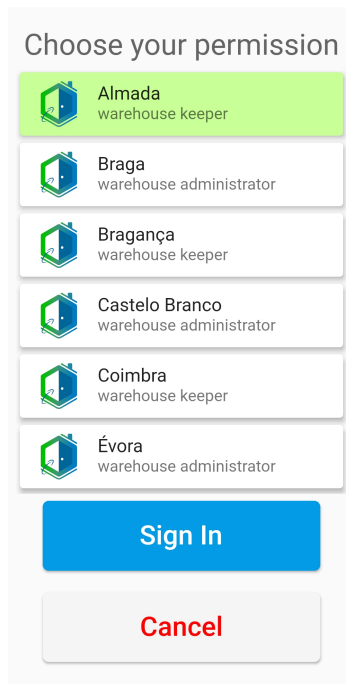 Choose your permission
Almada
warehouse keeper
Braga
warehouse administrator
Bragança
warehouse keeper
Castelo Branco
warehouse administrator
Coimbra
warehouse keeper
Évora
warehouse administrator
Sign In
Cancel